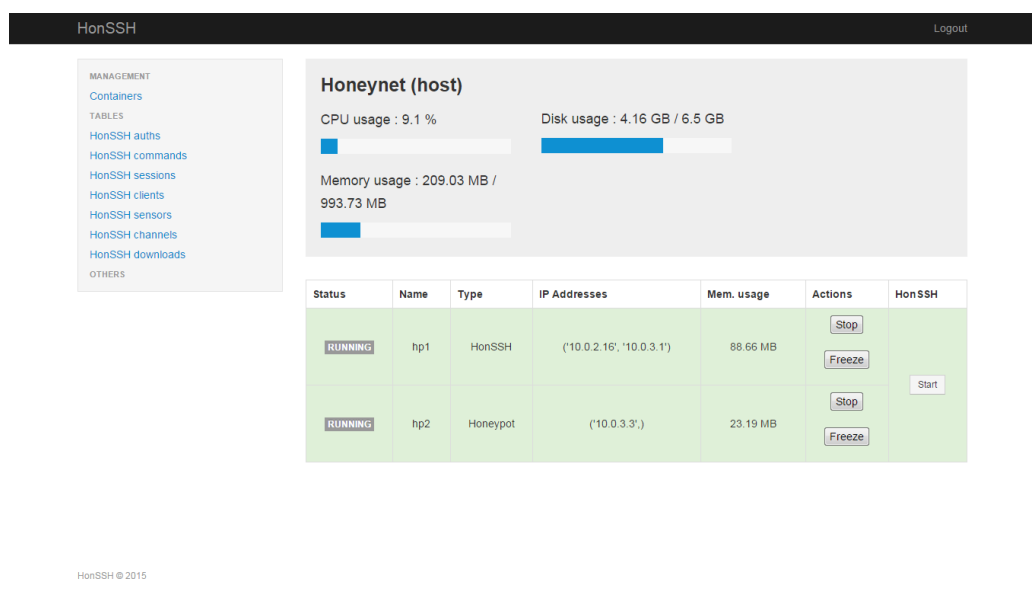 HonSSH
Logout
MANAGEMENT
Containers
TABLES
HonSSH auths
HonSSH commands
HonSSH sessions
HonSSH clients
HonSSH sensors
HonSSH channels
HonSSH downloads
OTHERS
Honeynet (host)
CPU usage : 9.1 %
Disk usage : 4.16 GB / 6.5 GB
Memory usage : 209.03 MB /
993.73 MB
Status Name Type IP Addresses Mem. usage Actions HonSSH
RUNNING hp1 HonSSH ('10.0.2.16', '10.0.3.1') 88.66 MB
Stop
Freeze
Start
RUNNING hp2 Honeypot ('10.0.3.3',) 23.19 MB
Stop
Freeze
HonSSH © 2015